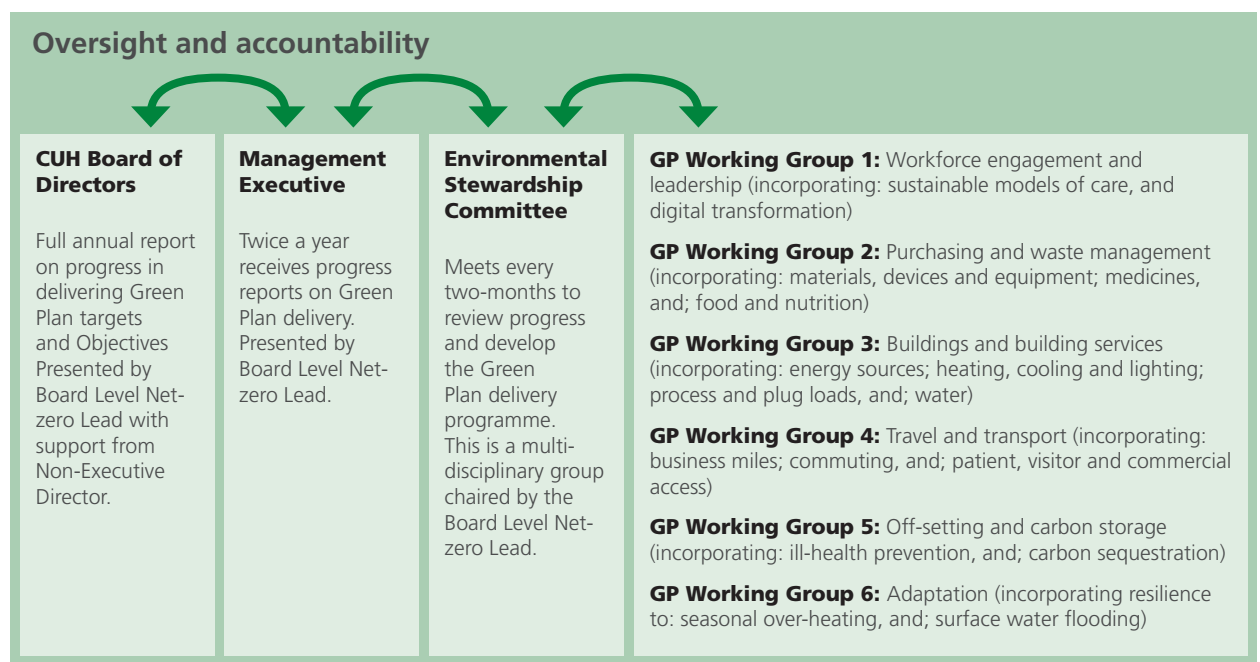 Oversight and accountability
CUH Board of
Directors
Full annual report
on progress in
delivering Green
Plan targets
and Objectives
Presented by
Board Level Net-
zero Lead with
support from
Non-Executive
Director.
Management
Executive
Twice a year
receives progress
reports on Green
Plan delivery.
Presented by
Board Level Net-
zero Lead.
Environmental
Stewardship
Committee
Meets every
two-months to
review progress
and develop
the Green
Plan delivery
programme.
This is a multi-
disciplinary group
chaired by the
Board Level Net-
zero Lead.
GP Working Group 1: Workforce engagement and
leadership (incorporating: sustainable models of care, and
digital transformation)
GP Working Group 2: Purchasing and waste management
(incorporating: materials, devices and equipment; medicines,
and; food and nutrition)
GP Working Group 3: Buildings and building services
(incorporating: energy sources; heating, cooling and lighting;
process and plug loads, and; water)
GP Working Group 4: Travel and transport (incorporating:
business miles; commuting, and; patient, visitor and commercial
access)
GP Working Group 5: Off-setting and carbon storage
(incorporating: ill-health prevention, and; carbon sequestration)
GP Working Group 6: Adaptation (incorporating resilience
to: seasonal over-heating, and; surface water flooding)